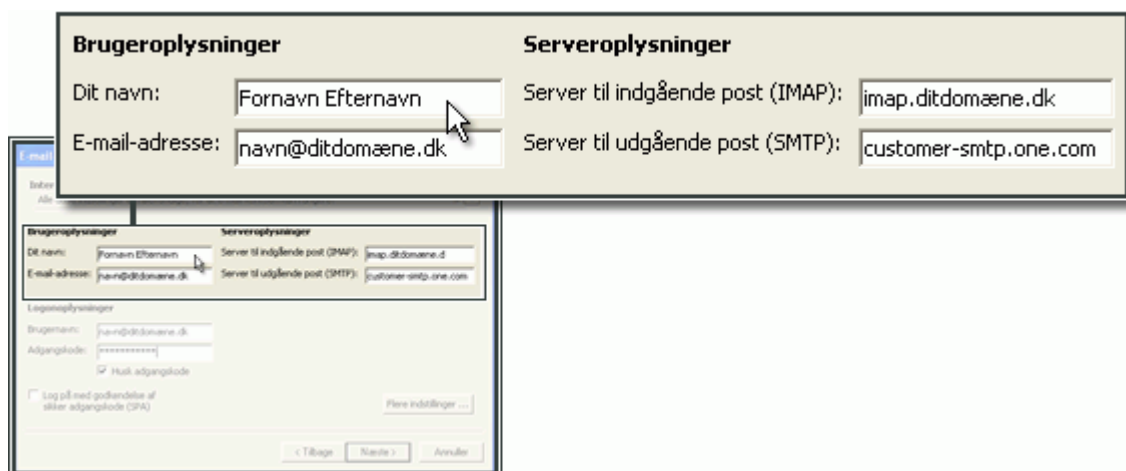 Brugeroplysninger Serveroplysninger
Dit navn: Fornavn Efternavn Server til indgående post (IMAP): imap.ditdomæne.dk
E-mail-adresse: navn@ditdomæne.dk Server til udgående post (SMTP): customer-smtp.one.com
E-mail
Inter
Alle
Brugeroplysninger Serveroplysninger
Dit navn: Fornavn Efternavn Server til indgående post (IMAP): imap.ditdomæne.d
E-mail-adresse: navn@ditdomæne.dk Server til udgående post (SMTP): customer-smtp.one.com
Logonoplysninger
Brugernavn: navn@ditdomæne.dk
Adgangskode: ***********
Husk adgangskode
Log på med godkendelse af
sikker adgangskode (SPA)
Flere indstillinger ...
< Tilbage Næste > Annuller